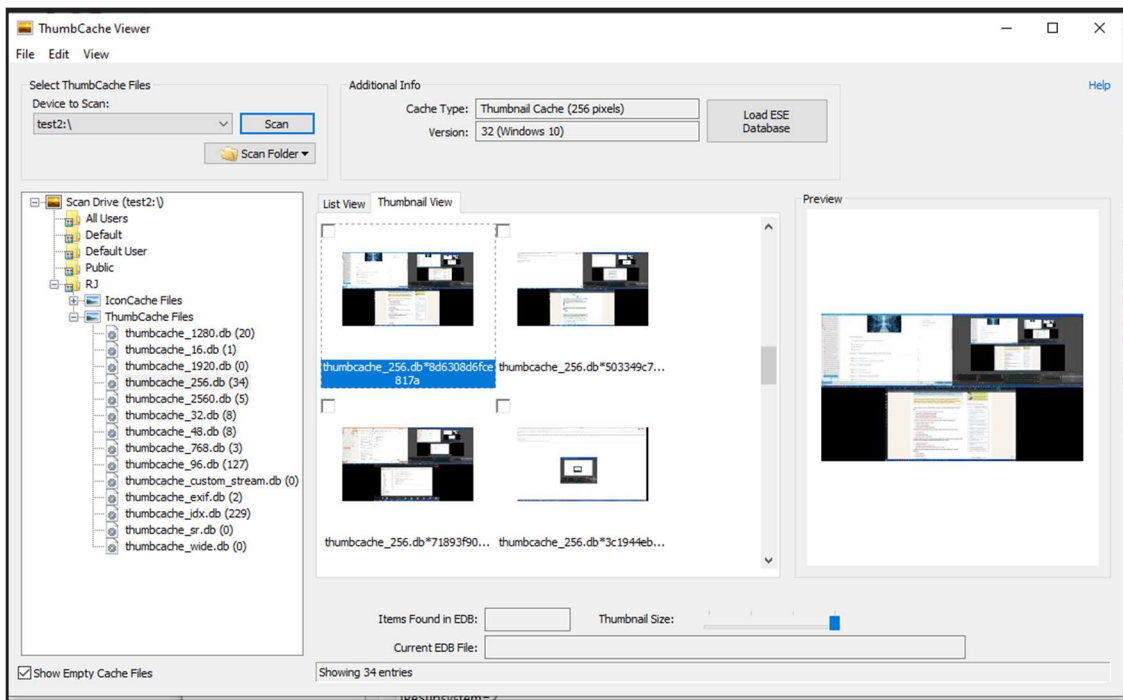 ThumbCache Viewer
File Edit View
Select ThumbCache Files
Device to Scan:
test2:\
Scan
Scan Folder
Additional Info
Cache Type: Thumbnail Cache (256 pixels)
Version: 32 (Windows 10)
Load ESE
Database
Help
Scan Drive (test2:\)
All Users
Default
Default User
Public
RJ
IconCache Files
ThumbCache Files
thumbcache_1280.db (20)
thumbcache_16.db (1)
thumbcache_1920.db (0)
thumbcache_256.db (34)
thumbcache_2560.db (5)
thumbcache_32.db (8)
thumbcache_48.db (8)
thumbcache_768.db (3)
thumbcache_96.db (127)
thumbcache_custom_stream.db (0)
thumbcache_exif.db (2)
thumbcache_idx.db (229)
thumbcache_sr.db (0)
thumbcache_wide.db (0)
List View Thumbnail View
thumbcache_256.db*8d6308d6fce
817a
thumbcache_256.db*503349c7...
thumbcache_256.db*71893f90... thumbcache_256.db*3c1944eb...
Preview
Items Found in EDB:
Thumbnail Size:
Current EDB File:
Show Empty Cache Files
Showing 34 entries